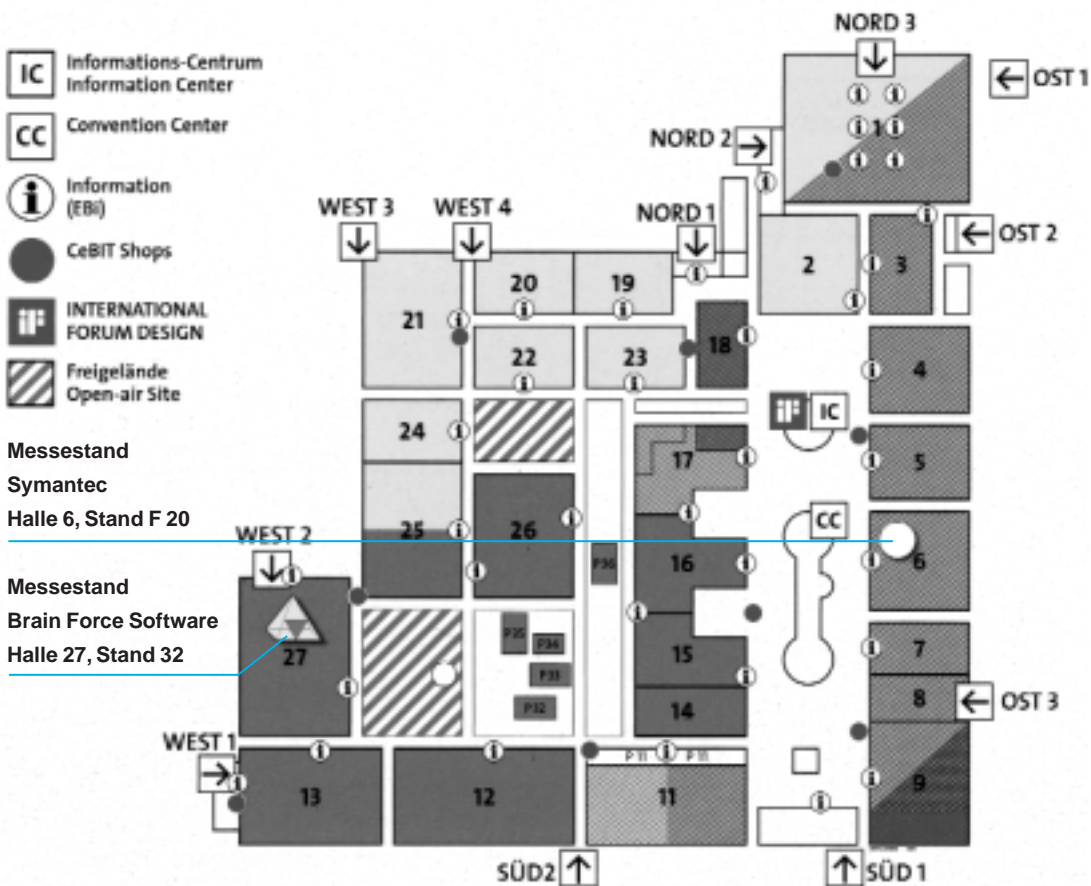 NORD 3
IC
Informations-Centrum
Information Center
OST 1
CC
Convention Center
NORD 2
1
i
Information
(EBi)
WEST 3
WEST 4
NORD 1
OST 2
CeBIT Shops
2
3
20
19
INTERNATIONAL
FORUM DESIGN
21
18
22
23
4
Freigelände
Open-air Site
IC
24
5
17
Messestand
Symantec
Halle 6, Stand F 20
CC
WEST 2
25
26
16
6
P36
Messestand
Brain Force Software
Halle 27, Stand 32
27
P35
P34
15
7
P33
8
OST 3
P32
14
WEST 1
P 11
P 11
13
12
11
9
SÜD2
SÜD 1